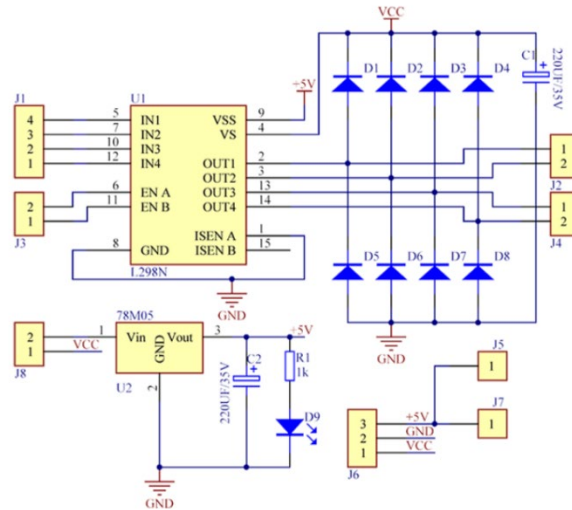 VCC
D1 D2 D3 D4 C1
220UF/35V
+5V
J1 U1
4 5 IN1 VSS 9
3 7 IN2 VS 4
2 10 IN3
1 12 IN4
OUT1 2
OUT2 3
2 6 EN A OUT3 13
1 11 EN B OUT4 14
J3
ISEN A 1
8 GND ISEN B 15
L298N
GND
1
2
J2
1
2
J4
D5 D6 D7 D8
GND
78M05
2 1 Vin Vout 3 +5V
1 VCC GND
J8
U2 2
C2
220UF/35V
R1
1k
D9
GND
J5
1
J7
3 +5V 1
2 GND
1 VCC
J6